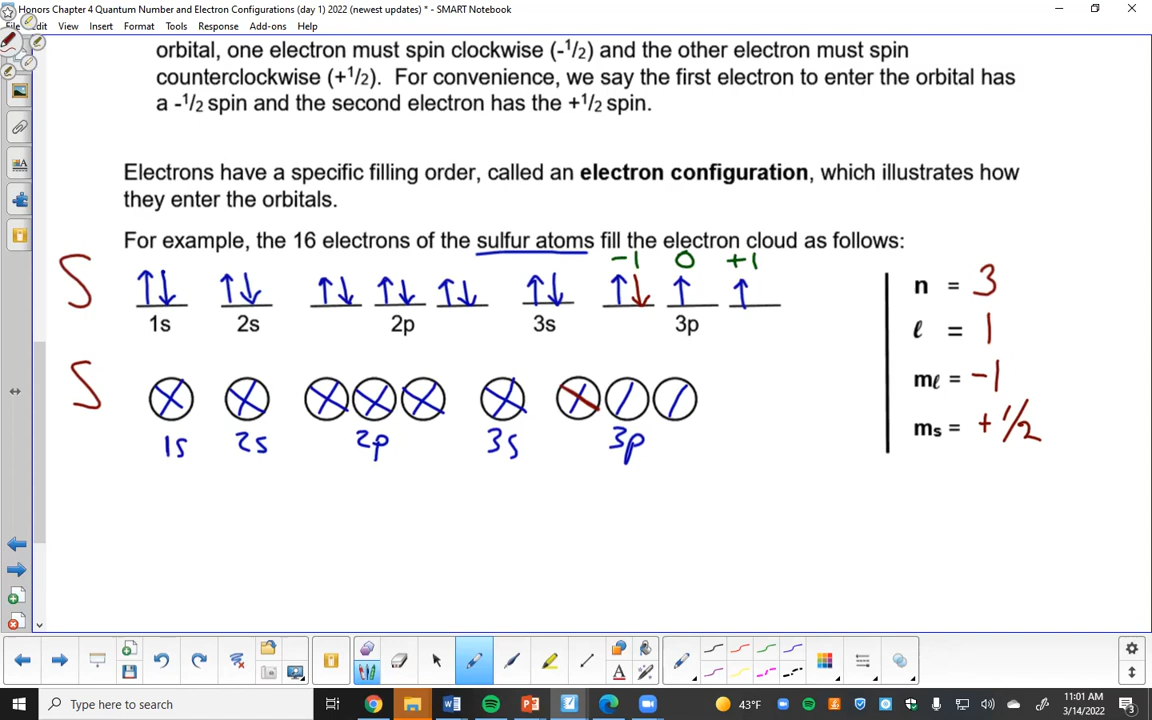 Honors Chapter 4 Quantum Number and Electron Configurations (day 1) 2022 (newest updates) * - SMART Notebook
File Edit View Insert Format Tools Response Add-ons Help
orbital, one electron must spin clockwise (-1/2) and the other electron must spin
counterclockwise (+1/2). For convenience, we say the first electron to enter the orbital has
a -1/2 spin and the second electron has the +1/2 spin.
Electrons have a specific filling order, called an electron configuration, which illustrates how
they enter the orbitals.
For example, the 16 electrons of the sulfur atoms fill the electron cloud as follows:
-1 0 +1
S ↑↓ ↑↓ ↑↓ ↑↓ ↑↓ ↑↓ ↑↓ ↑ ↑
1s 2s 2p 3s 3p
S
1s 2s 2p 3s 3p
n = 3
ℓ = 1
mℓ = -1
ms = +1/2
Type here to search
43°F
11:01 AM
3/14/2022
3